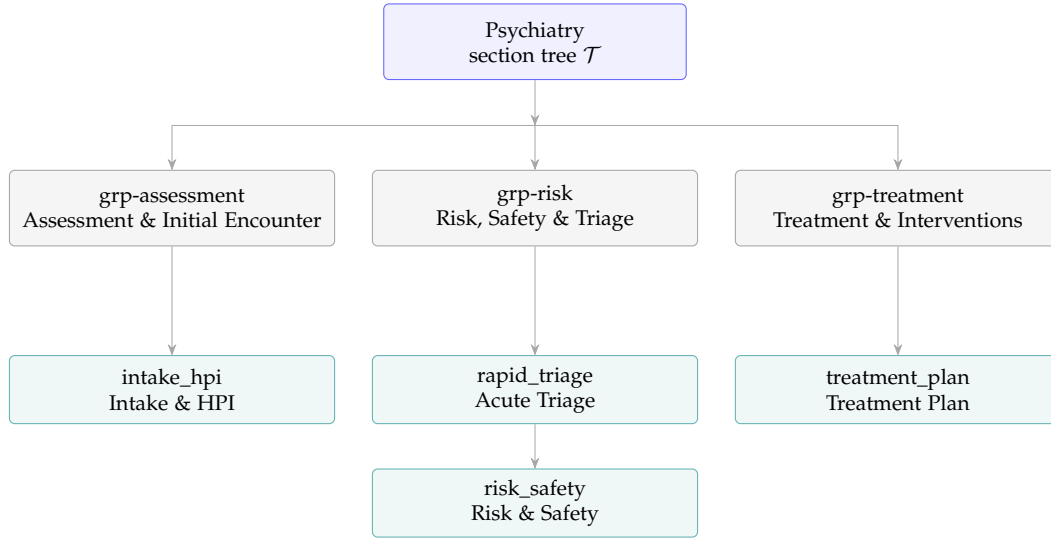 Psychiatry
section tree 𝒯
grp-assessment
Assessment & Initial Encounter
grp-risk
Risk, Safety & Triage
grp-treatment
Treatment & Interventions
intake_hpi
Intake & HPI
rapid_triage
Acute Triage
treatment_plan
Treatment Plan
risk_safety
Risk & Safety